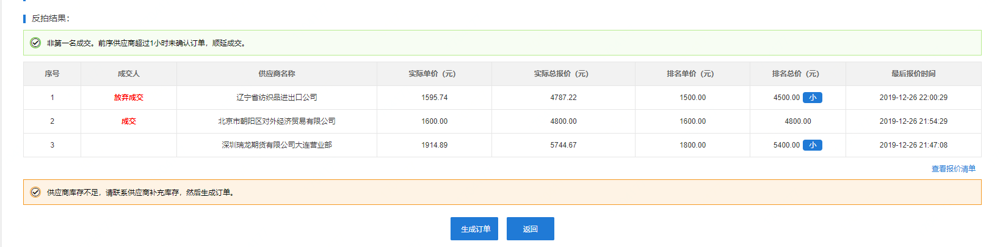 反拍结果：
非第一名成交。前序供应商超过1小时未确认订单，顺延成交。
序号 成交人 供应商名称 实际单价（元） 实际总报价（元） 排名单价（元） 排名总价（元） 最后报价时间
1 放弃成交 辽宁省纺织品进出口公司 1595.74 4787.22 1500.00 4500.00 小 2019-12-26 22:00:29
2 成交 北京市朝阳区对外经济贸易有限公司 1600.00 4800.00 1600.00 4800.00 2019-12-26 21:54:29
3 深圳瑞龙期货有限公司大连营业部 1914.89 5744.67 1800.00 5400.00 小 2019-12-26 21:47:08
查看报价清单
供应商库存不足，请联系供应商补充库存，然后生成订单。
生成订单 返回